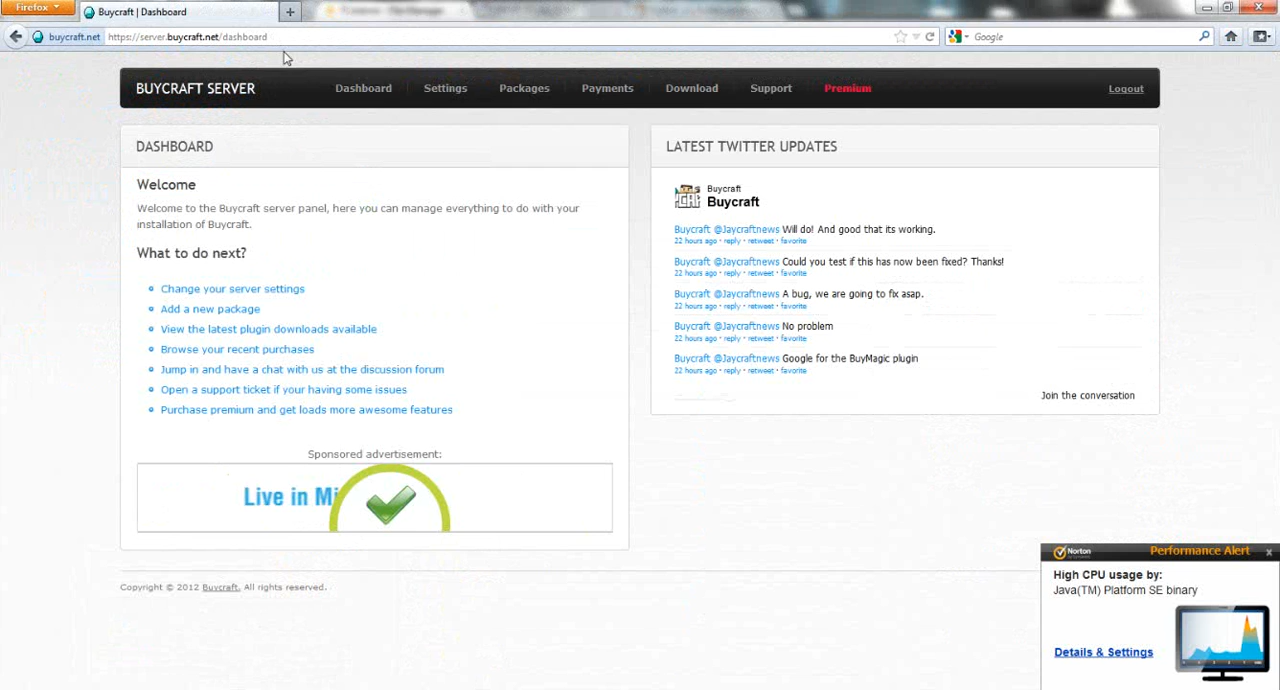 Firefox
Buycraft | Dashboard
buycraft.net
https://server.buycraft.net/dashboard
Google
BUYCRAFT SERVER
Dashboard
Settings
Packages
Payments
Download
Support
Premium
Logout
DASHBOARD
Welcome
Welcome to the Buycraft server panel, here you can manage everything to do with your
installation of Buycraft.
What to do next?
Change your server settings
Add a new package
View the latest plugin downloads available
Browse your recent purchases
Jump in and have a chat with us at the discussion forum
Open a support ticket if your having some issues
Purchase premium and get loads more awesome features
Sponsored advertisement:
Live in Mi
LATEST TWITTER UPDATES
Buycraft
Buycraft
Buycraft @Jaycraftnews Will do! And good that its working.
22 hours ago · reply · retweet · favorite
Buycraft @Jaycraftnews Could you test if this has now been fixed? Thanks!
22 hours ago · reply · retweet · favorite
Buycraft @Jaycraftnews A bug, we are going to fix asap.
22 hours ago · reply · retweet · favorite
Buycraft @Jaycraftnews No problem
22 hours ago · reply · retweet · favorite
Buycraft @Jaycraftnews Google for the BuyMagic plugin
22 hours ago · reply · retweet · favorite
Join the conversation
Copyright © 2012 Buycraft. All rights reserved.
Norton
Performance Alert
High CPU usage by:
Java(TM) Platform SE binary
Details & Settings